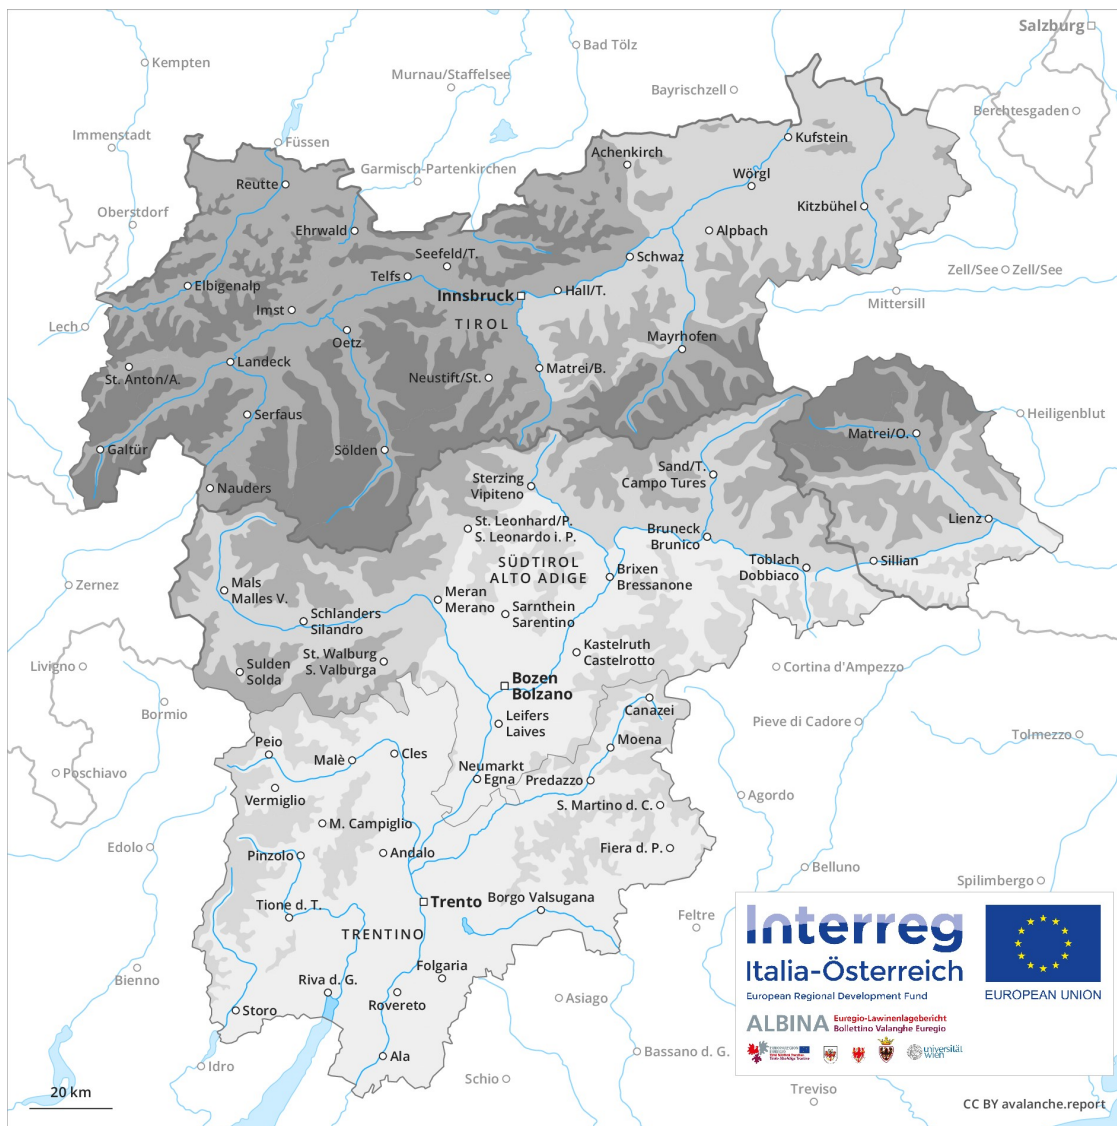 Salzburg
Bad Tölz
Kempten
Murnau/Staffelsee
Bayrischzell
Berchtesgaden
Immenstadt
Füssen
Kufstein
Achenkirch
Garmisch-Partenkirchen
Wörgl
Reutte
Kitzbühel
Oberstdorf
Ehrwald
Alpbach
Seefeld/T.
Schwaz
Telfs
Zell/See
Zell/See
Elbigenalp
Hall/T.
Innsbruck
Mittersill
Imst
TIROL
Lech
Oetz
Mayrhofen
Landeck
Matrei/B.
St. Anton/A.
Neustift/St.
Serfaus
Heiligenblut
Matrei/O.
Galtür
Sölden
Sand/T.
Campo Tures
Sterzing
Vipiteno
Nauders
Lienz
St. Leonhard/P.
S. Leonardo i. P.
Bruneck
Brunico
SÜDTIROL
ALTO ADIGE
Toblach
Dobbiaco
Sillian
Brixen
Bressanone
Zernez
Mals
Malles V.
Meran
Merano
Schlanders
Silandro
Sarnthein
Sarentino
Kastelruth
Castelrotto
St. Walburg
S. Valburga
Livigno
Sulden
Solda
Cortina d'Ampezzo
Bozen
Bolzano
Canazei
Bormio
Leifers
Laives
Pieve di Cadore
Tolmezzo
Peio
Cles
Moena
Malè
Poschiavo
Neumarkt
Egna
Predazzo
Vermiglio
Agordo
S. Martino d. C.
M. Campiglio
Edolo
Pinzolo
Andalo
Fiera d. P.
Belluno
Spilimbergo
Trento
Borgo Valsugana
Tione d. T.
Feltre
TRENTINO
Interreg
Italia-Österreich
European Regional Development Fund
EUROPEAN UNION
Folgaria
Bienno
Riva d. G.
Rovereto
Asiago
Storo
ALBINA
Euregio-Lawinenlagebericht
Bollettino Valanghe Euregio
universität
wien
Ala
Bassano d. G.
Idro
Schio
Treviso
20 km
CC BY avalanche.report